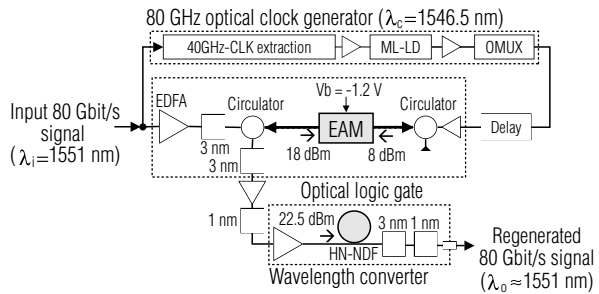 80 GHz optical clock generator (λc=1546.5 nm)
40GHz-CLK extraction
ML-LD
OMUX
Vb = -1.2 V
EDFA
Circulator
Circulator
Input 80 Gbit/s
signal
(λi=1551 nm)
EAM
Delay
3 nm
18 dBm
8 dBm
3 nm
Optical logic gate
1 nm
22.5 dBm
3 nm
1 nm
HN-NDF
Regenerated
80 Gbit/s signal
(λ0 ≈1551 nm)
Wavelength converter